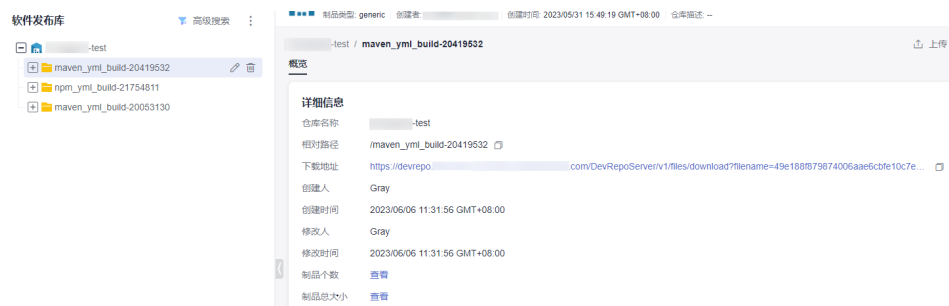 软件发布库
高级搜索
-test
maven_yml_build-20419532
npm_yml_build-21754811
maven_yml_build-20053130
制品类型: generic
创建者:
创建时间: 2023/05/31 15:49:19 GMT+08:00
仓库描述: --
-test / maven_yml_build-20419532
上传
概览
详细信息
仓库名称 -test
相对路径 /maven_yml_build-20419532
下载地址 https://devrepo. .com/DevRepoServer/v1/files/download?filename=49e188f879874006aae6cbfe10c7e...
创建人 Gray
创建时间 2023/06/06 11:31:56 GMT+08:00
修改人 Gray
修改时间 2023/06/06 11:31:56 GMT+08:00
制品个数 查看
制品总大小 查看